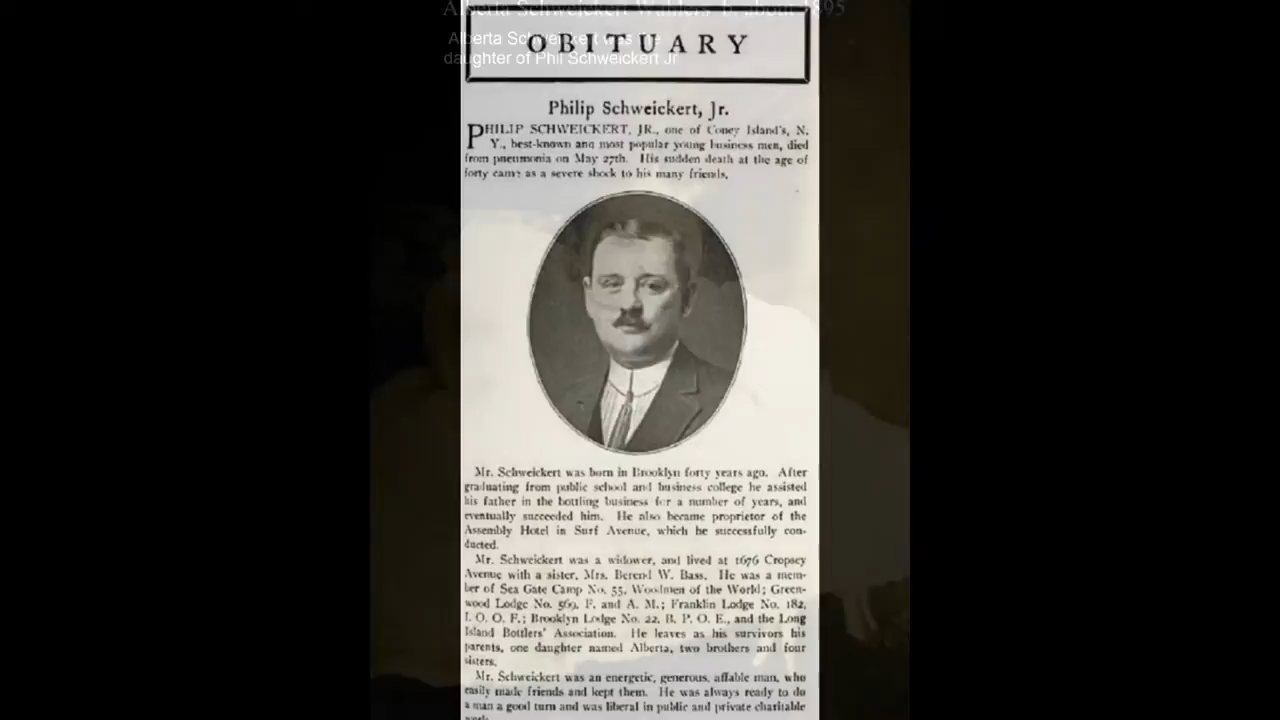 Alberta Schweickert Wahlers b. about 1895
Alberta Schweickert was the
daughter of Phil Schweickert Jr
OBITUARY
Philip Schweickert, Jr.
PHILIP SCHWEICKERT, JR., one of Coney Island's, N.
Y., best-known and most popular young business men, died
from pneumonia on May 27th. His sudden death at the age of
forty came as a severe shock to his many friends.
Mr. Schweickert was born in Brooklyn forty years ago. After
graduating from public school and business college he assisted
his father in the bottling business for a number of years, and
eventually succeeded him. He also became proprietor of the
Assembly Hotel in Surf Avenue, which he successfully con-
ducted.
Mr. Schweickert was a widower, and lived at 1676 Cropsey
Avenue with a sister, Mrs. Berend W. Bass. He was a mem-
ber of Sea Gate Camp No. 55, Woodmen of the World; Green-
wood Lodge No. 569, F. and A. M.; Franklin Lodge No. 182,
I. O. O. F.; Brooklyn Lodge No. 22, B. P. O. E., and the Long
Island Bottlers' Association. He leaves as his survivors his
parents, one daughter named Alberta, two brothers and four
sisters.
Mr. Schweickert was an energetic, generous, affable man, who
easily made friends and kept them. He was always ready to do
a man a good turn and was liberal in public and private charitable